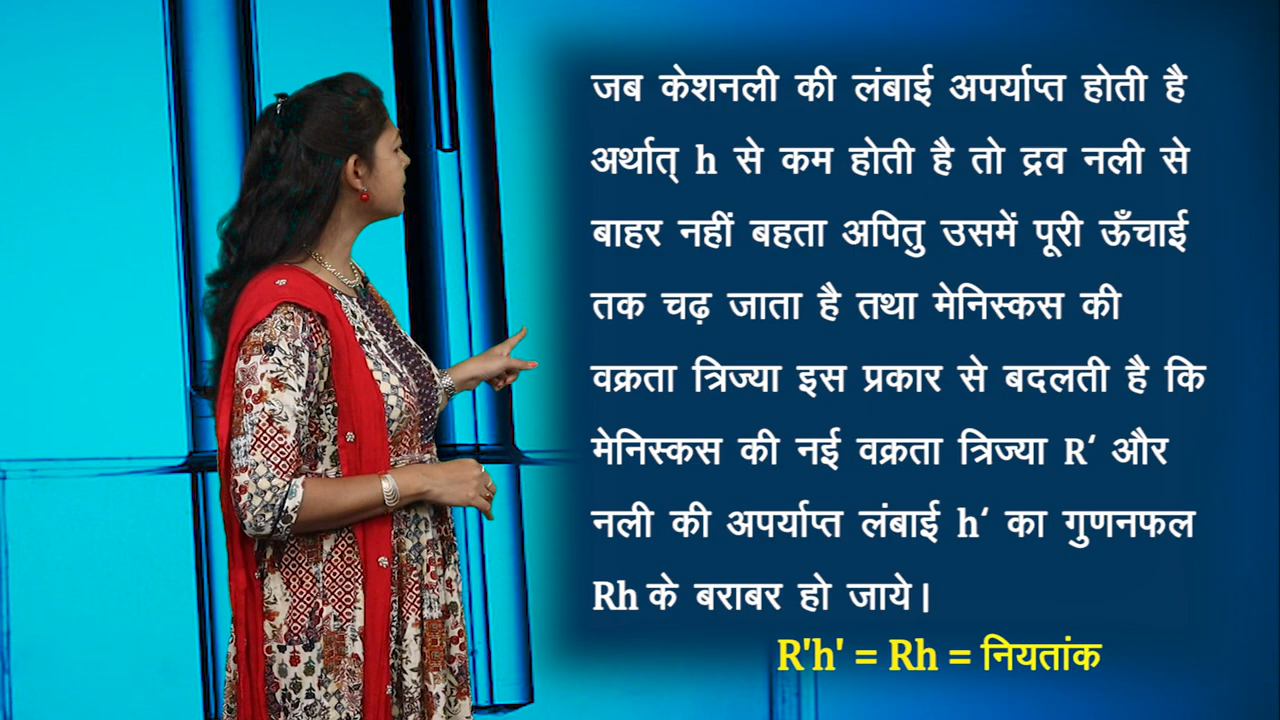 जब केशनली की लंबाई अपर्याप्त होती है
अर्थात् h से कम होती है तो द्रव नली से
बाहर नहीं बहता अपितु उसमें पूरी ऊँचाई
तक चढ़ जाता है तथा मेनिस्कस की
वक्रता त्रिज्या इस प्रकार से बदलती है कि
मेनिस्कस की नई वक्रता त्रिज्या R‘ और
नली की अपर्याप्त लंबाई h‘ का गुणनफल
Rh के बराबर हो जाये।
R'h' = Rh = नियतांक